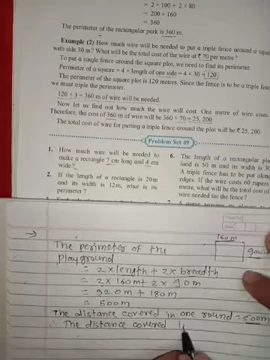 = 2 × 100 + 2 × 80
= 200 + 160
= 360
The perimeter of the rectangular park is 360 m.
Example (2) How much wire will be needed to put a triple fence around a square
with side 30 m? What will be the total cost of the wire at ₹ 70 per metre?
To put a single fence around the square plot, we need to find its perimeter.
Perimeter of a square = 4 × length of one side = 4 × 30 = 120
The perimeter of the square plot is 120 metres. Since the fence is to be a triple fence
we must triple the perimeter.
120 × 3 = 360 m of wire will be needed.
Now let us find out how much the wire will cost. One metre of wire costs
Therefore, the cost of 360 m of wire will be 360 × 70 = 25,200
The total cost of wire for putting a triple fence around the plot will be ₹ 25,200.
Problem Set 49
1. How much wire will be needed to
make a rectangle 7 cm long and 4 cm
wide ?
2. If the length of a rectangle is 20m
and its width is 12m, what is its
perimeter ?
6. The length of a rectangular
land is 50 m and its width is 30
A triple fence has to be put along
edges. If the wire costs 60 rupees
metre, what will be the total cost
wire needed for the fence ?
→ The perimeter of the
playground
= 2 × length + 2 × breadth
= 2 × 160m + 2 × 90m
= 320m + 180m
= 500m
160 m
The distance covered in one round = 500m
∴ The distance covered